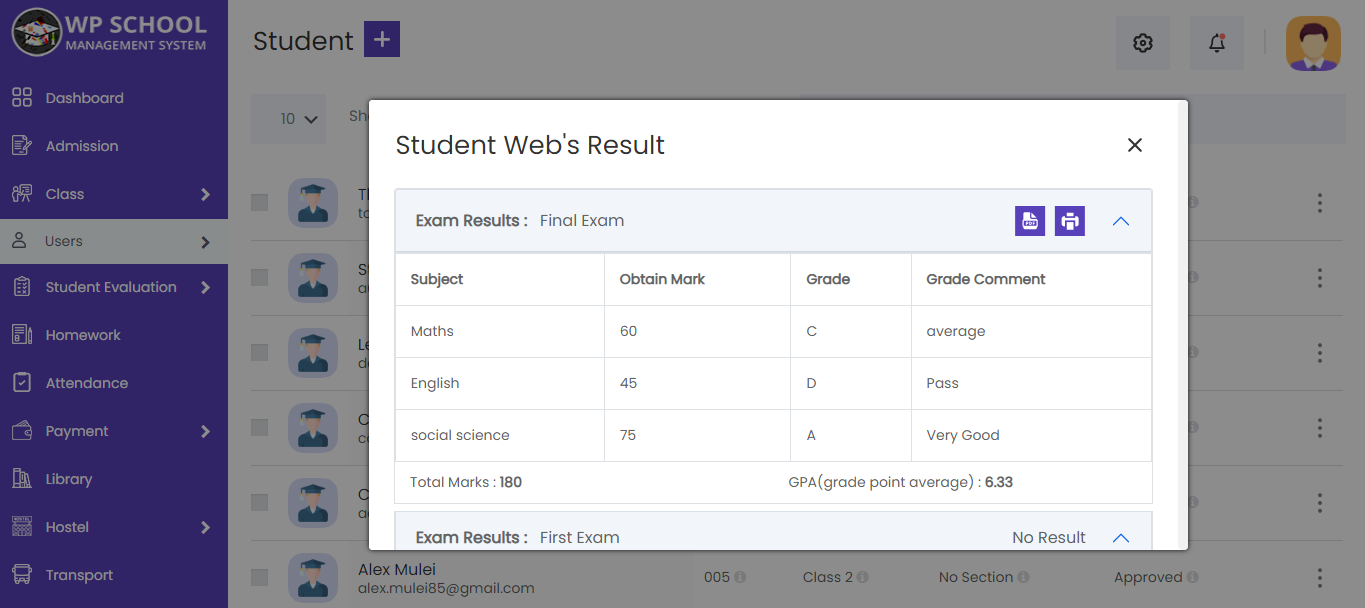 WP SCHOOL
MANAGEMENT SYSTEM
Student +
Dashboard
Admission
Class
Users
Student Evaluation
Homework
Attendance
Payment
Library
Hostel
Transport
10
Student Web's Result
Exam Results : Final Exam
PDF
Subject Obtain Mark Grade Grade Comment
Maths 60 C average
English 45 D Pass
social science 75 A Very Good
Total Marks : 180 GPA(grade point average) : 6.33
Exam Results : First Exam No Result
Alex Mulei 005 Class 2 No Section Approved
alex.mulei85@gmail.com